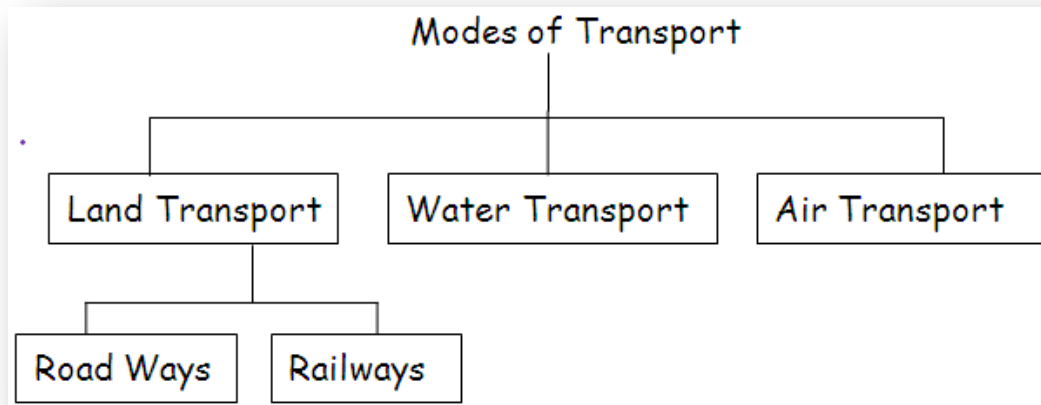 Modes of Transport
Land Transport
Water Transport
Air Transport
Road Ways
Railways